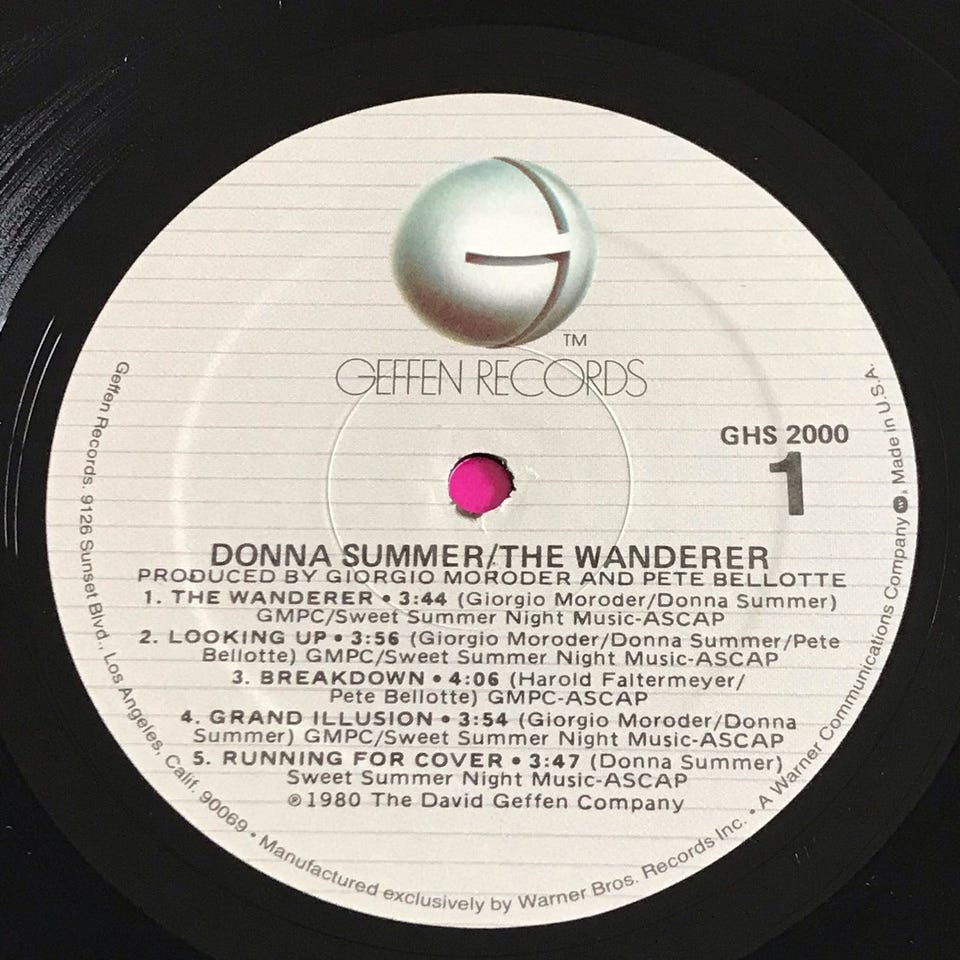 TM
GEFFEN RECORDS
GHS 2000
1
DONNA SUMMER/THE WANDERER
PRODUCED BY GIORGIO MORODER AND PETE BELLOTTE
1. THE WANDERER • 3:44 (Giorgio Moroder/Donna Summer)
GMPC/Sweet Summer Night Music-ASCAP
2. LOOKING UP • 3:56 (Giorgio Moroder/Donna Summer/Pete
Bellotte) GMPC/Sweet Summer Night Music-ASCAP
3. BREAKDOWN • 4:06 (Harold Faltermeyer/
Pete Bellotte) GMPC-ASCAP
4. GRAND ILLUSION • 3:54 (Giorgio Moroder/Donna
Summer) GMPC/Sweet Summer Night Music-ASCAP
5. RUNNING FOR COVER • 3:47 (Donna Summer)
Sweet Summer Night Music-ASCAP
℗1980 The David Geffen Company
Geffen Records. 9126 Sunset Blvd., Los Angeles, Calif. 90069 • Manufactured exclusively by Warner Bros. Records Inc. • A Warner Communications Company W, Made in U.S.A.